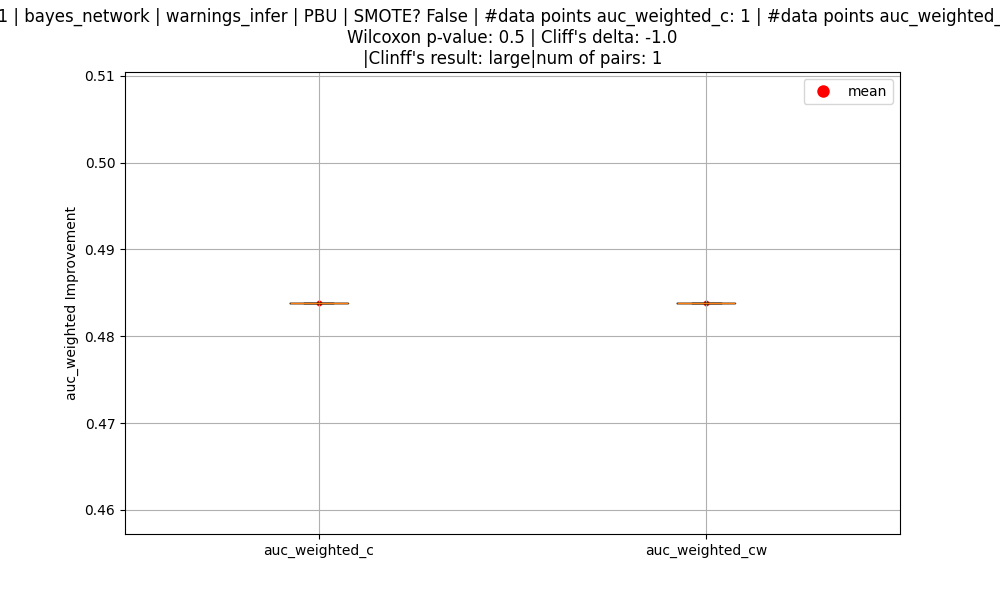 1 | bayes_network | warnings_infer | PBU | SMOTE? False | #data points auc_weighted_c: 1 | #data points auc_weighted_
Wilcoxon p-value: 0.5 | Cliff's delta: -1.0
|Clinff's result: large|num of pairs: 1
mean
0.51
0.50
0.49
0.48
0.47
0.46
auc_weighted Improvement
auc_weighted_c
auc_weighted_cw